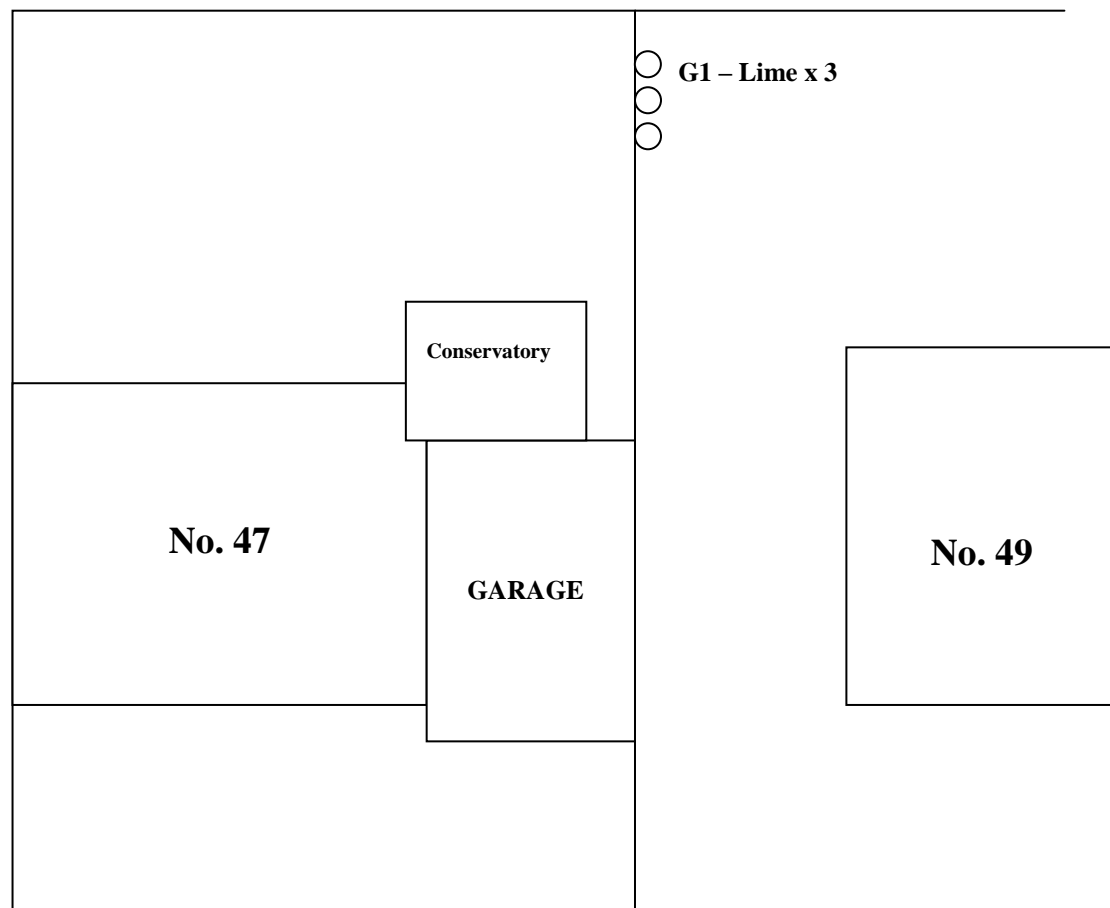 G1 – Lime x 3
Conservatory
No. 47
No. 49
GARAGE